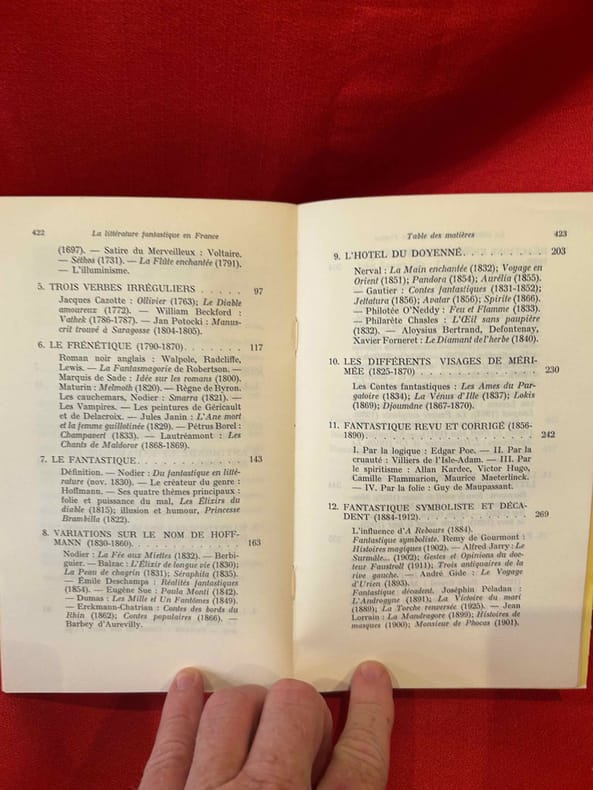 422 La littérature fantastique en France
(1697). — Satire du Merveilleux : Voltaire.
— Séthos (1731). — La Flûte enchantée (1791).
— L'illuminisme.
5. TROIS VERBES IRRÉGULIERS . . . . . . 97
Jacques Cazotte : Ollivier (1763); Le Diable
amoureux (1772). — William Beckford :
Vathek (1786-1787). — Jan Potocki : Manus-
crit trouvé à Saragosse (1804-1805).
6. LE FRÉNÉTIQUE (1790-1870) . . . . . . . 117
Roman noir anglais : Walpole, Radcliffe,
Lewis. — La Fantasmagorie de Robertson. —
Marquis de Sade : Idée sur les romans (1800).
Maturin : Melmoth (1820). — Règne de Byron.
Les cauchemars, Nodier : Smarra (1821). —
Les Vampires. — Les peintures de Géricault
et de Delacroix. — Jules Janin : L'Ane mort
et la femme guillotinée (1829). — Pétrus Borel :
Champavert (1833). — Lautréamont : Les
Chants de Maldoror (1868-1869).
7. LE FANTASTIQUE. . . . . . . . . . . . 143
Définition. — Nodier : Du fantastique en litté-
rature (nov. 1830). — Le créateur du genre :
Hoffmann. — Ses quatre thèmes principaux :
folie et puissance du mal, Les Élixirs du
diable (1815); illusion et humour, Princesse
Brambilla (1822).
8. VARIATIONS SUR LE NOM DE HOFF-
MANN (1830-1860). . . . . . . . . . . . 163
Nodier : La Fée aux Miettes (1832). — Berbi-
guier. — Balzac : L'Élixir de longue vie (1830);
La Peau de chagrin (1831); Séraphita (1835).
— Émile Deschamps : Réalités fantastiques
(1854). — Eugène Sue : Paula Monti (1842).
— Dumas : Les Mille et Un Fantômes (1849).
— Erckmann-Chatrian : Contes des bords du
Rhin (1862); Contes populaires (1866). —
Barbey d'Aurevilly.
Table des matières 423
9. L'HOTEL DU DOYENNÉ. . . . . . . . . 203
Nerval : La Main enchantée (1832); Voyage en
Orient (1851); Pandora (1854); Aurélia (1855).
— Gautier : Contes fantastiques (1831-1852);
Jettatura (1856); Avatar (1856); Spirite (1866).
— Philotée O'Neddy : Feu et Flamme (1833).
— Philarète Chasles : L'Œil sans paupière
(1832). — Aloysius Bertrand, Defontenay,
Xavier Forneret : Le Diamant de l'herbe (1840).
10. LES DIFFÉRENTS VISAGES DE MÉRI-
MÉE (1825-1870) . . . . . . . . . . . . 230
Les Contes fantastiques : Les Ames du Pur-
gatoire (1834); La Vénus d'Ille (1837); Lokis
(1869); Djoumâne (1867-1870).
11. FANTASTIQUE REVU ET CORRIGÉ (1856-
1890). . . . . . . . . . . . . . . . . . 242
I. Par la logique : Edgar Poe. — II. Par la
cruauté : Villiers de l'Isle-Adam. — III. Par
le spiritisme : Allan Kardec, Victor Hugo,
Camille Flammarion, Maurice Maeterlinck.
— IV. Par la folie : Guy de Maupassant.
12. FANTASTIQUE SYMBOLISTE ET DÉCA-
DENT (1884-1912). . . . . . . . . . . . 269
L'influence d'A Rebours (1884).
Fantastique symboliste. Remy de Gourmont :
Histoires magiques (1902). — Alfred Jarry : Le
Surmâle... (1902); Gestes et Opinions du doc-
teur Faustroll (1911); Trois antiquaires de la
rive gauche. — André Gide : Le Voyage
d'Urien (1893).
Fantastique décadent. Joséphin Péladan :
L'Androgyne (1891); La Victoire du mari
(1889); La Torche renversée (1925). — Jean
Lorrain : La Mandragore (1899); Histoires de
masques (1900); Monsieur de Phocas (1901).